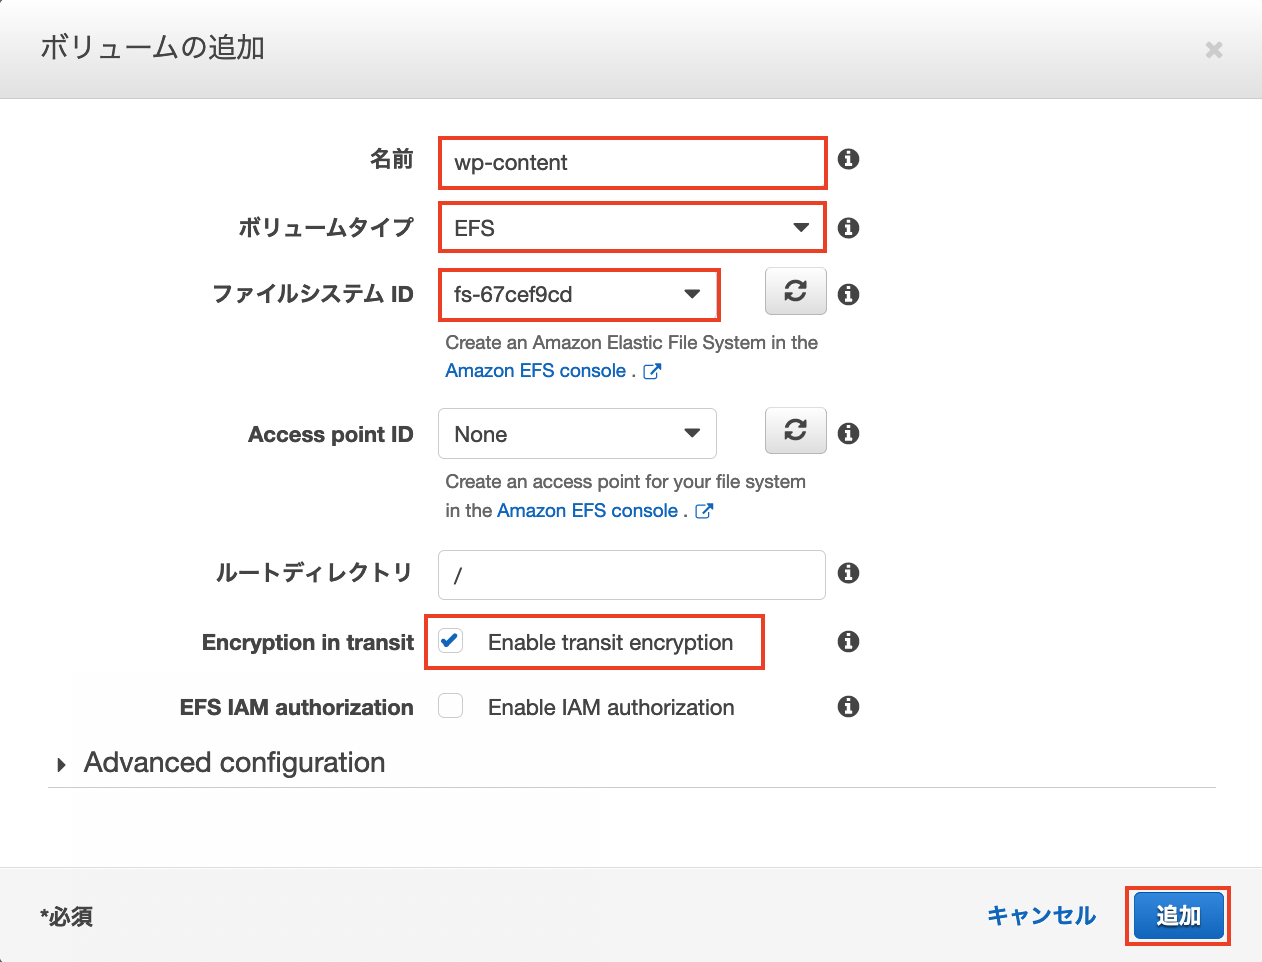 ボリュームの追加
名前 wp-content
ボリュームタイプ EFS
ファイルシステム ID fs-67cef9cd
Create an Amazon Elastic File System in the
Amazon EFS console .
Access point ID None
Create an access point for your file system
in the Amazon EFS console .
ルートディレクトリ /
Encryption in transit Enable transit encryption
EFS IAM authorization Enable IAM authorization
Advanced configuration
*必須 キャンセル 追加